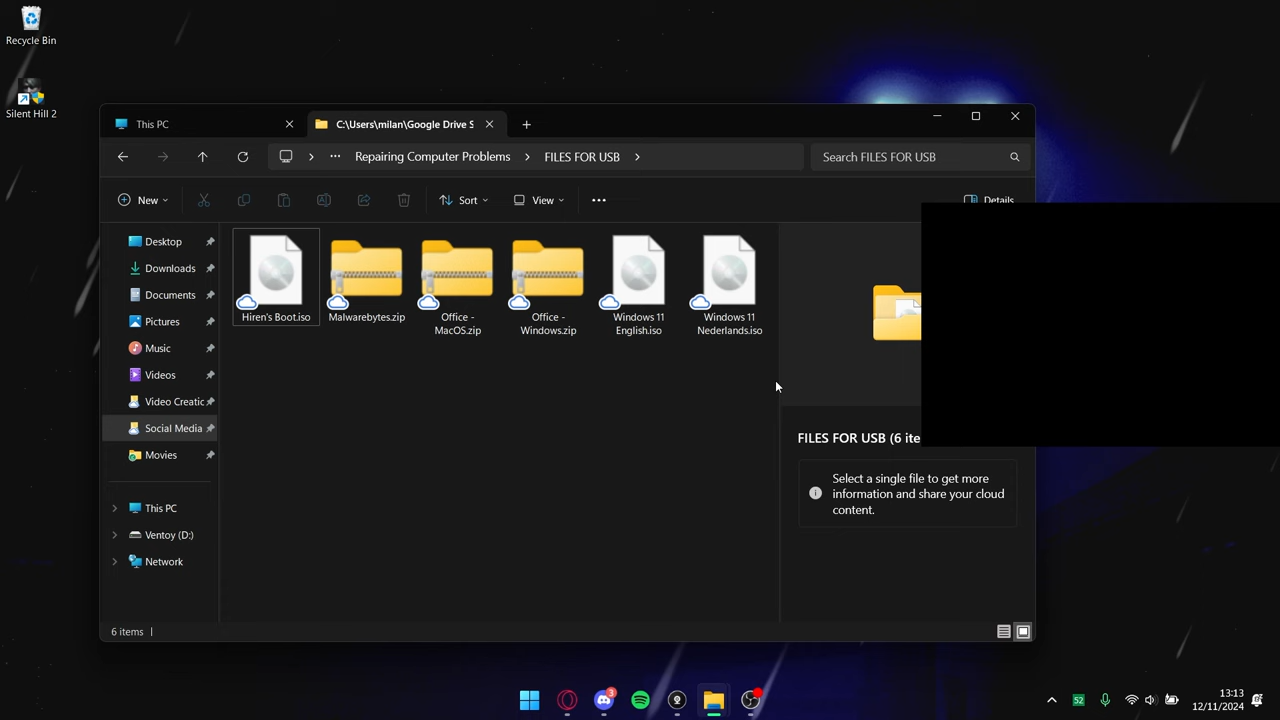 Recycle Bin
Silent Hill 2
This PC
C:\Users\milan\Google Drive S
Repairing Computer Problems
FILES FOR USB
Search FILES FOR USB
New
Sort
View
Details
Desktop
Downloads
Documents
Pictures
Music
Videos
Video Creatic
Social Media
Movies
This PC
Ventoy (D:)
Network
Hiren's Boot.iso
Malwarebytes.zip
Office -
MacOS.zip
Office -
Windows.zip
Windows 11
English.iso
Windows 11
Nederlands.iso
FILES FOR USB (6 ite
Select a single file to get more
information and share your cloud
content.
6 items
3
52
13:13
12/11/2024